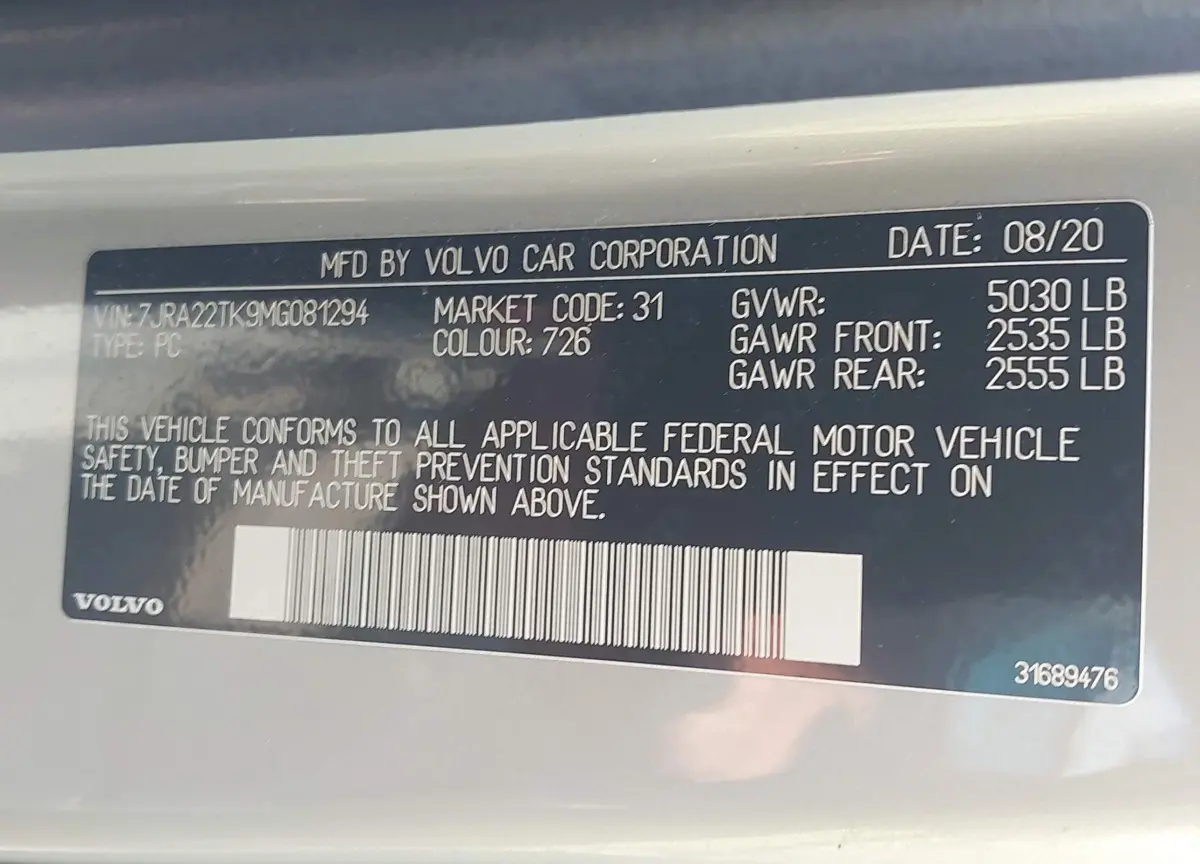 MFD BY VOLVO CAR CORPORATION DATE: 08/20
VIN: 7JRA22TK9MG081294 MARKET CODE: 31 GVWR: 5030 LB
TYPE: PC COLOUR: 726 GAWR FRONT: 2535 LB
GAWR REAR: 2555 LB
THIS VEHICLE CONFORMS TO ALL APPLICABLE FEDERAL MOTOR VEHICLE
SAFETY, BUMPER AND THEFT PREVENTION STANDARDS IN EFFECT ON
THE DATE OF MANUFACTURE SHOWN ABOVE.
VOLVO
31689476